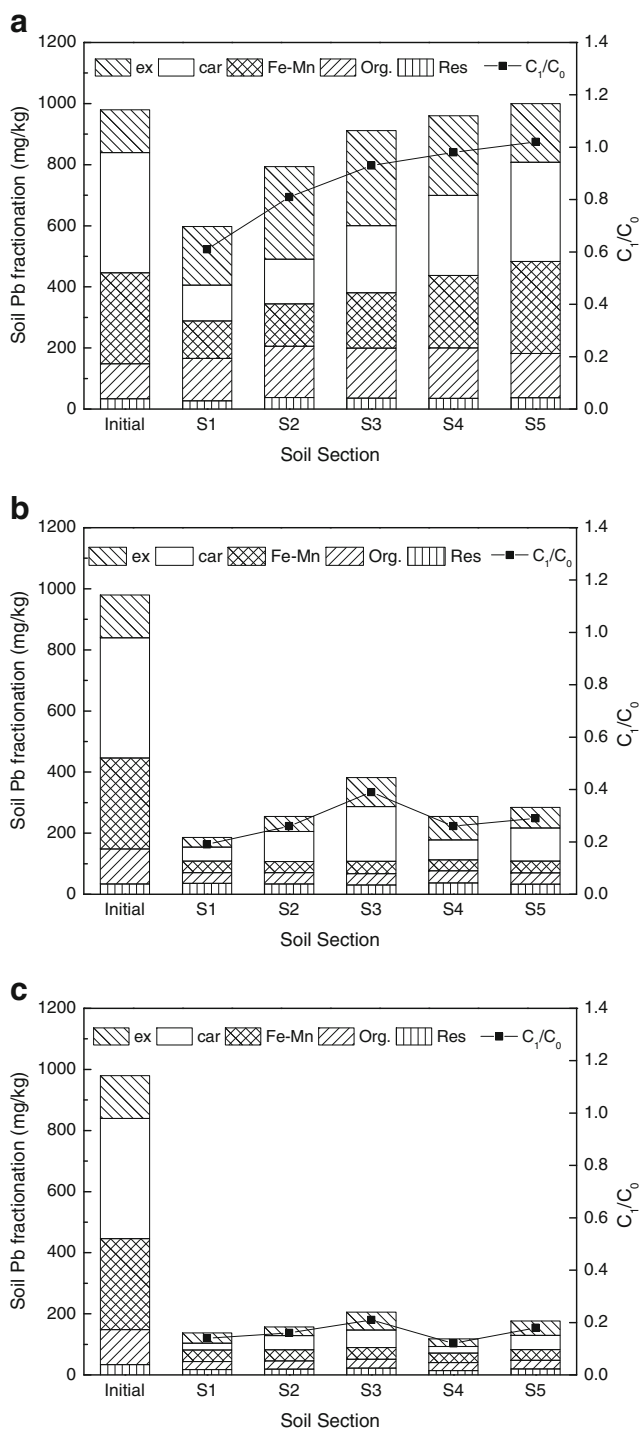 a
1200
1000
800
600
400
200
0
1.4
1.2
1.0
0.8
0.6
0.4
0.2
0.0
Soil Pb fractionation (mg/kg)
C1/C0
ex car Fe-Mn Org. Res C1/C0
Initial S1 S2 S3 S4 S5
Soil Section
b
1200
1000
800
600
400
200
0
1.4
1.2
1.0
0.8
0.6
0.4
0.2
0.0
Soil Pb fractionation (mg/kg)
C1/C0
ex car Fe-Mn Org. Res C1/C0
Initial S1 S2 S3 S4 S5
Soil Section
c
1200
1000
800
600
400
200
0
1.4
1.2
1.0
0.8
0.6
0.4
0.2
0.0
Soil Pb fractionation (mg/kg)
C1/C0
ex car Fe-Mn Org. Res C1/C0
Initial S1 S2 S3 S4 S5
Soil Section